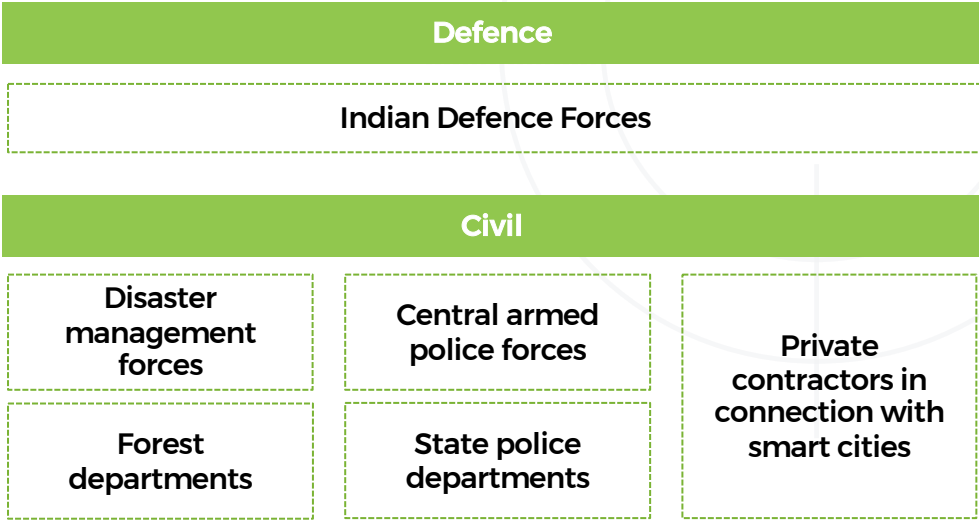 Defence
Indian Defence Forces
Civil
Disaster
management
forces
Central armed
police forces
Private
contractors in
connection with
smart cities
Forest
departments
State police
departments